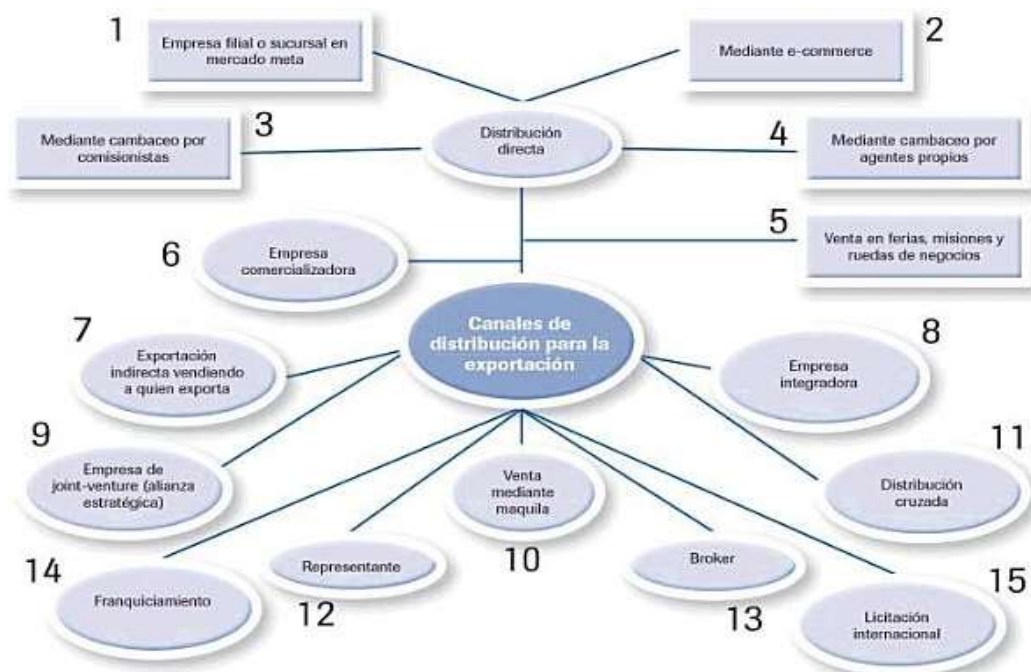 1
Empresa filial o sucursal en
mercado meta
2
Mediante e-commerce
3
Mediante cambaceo por
comisionistas
Distribución
directa
4
Mediante cambaceo por
agentes propios
5
Venta en ferias, misiones y
ruedas de negocios
6
Empresa
comercializadora
Canales de
distribución para la
exportación
7
Exportación
indirecta vendiendo
a quien exporta
8
Empresa
integradora
9
Empresa de
joint-venture (alianza
estratégica)
Venta
mediante
maquila
10
11
Distribución
cruzada
14
Franquiciamiento
Representante
12
Broker
13
15
Licitación
internacional